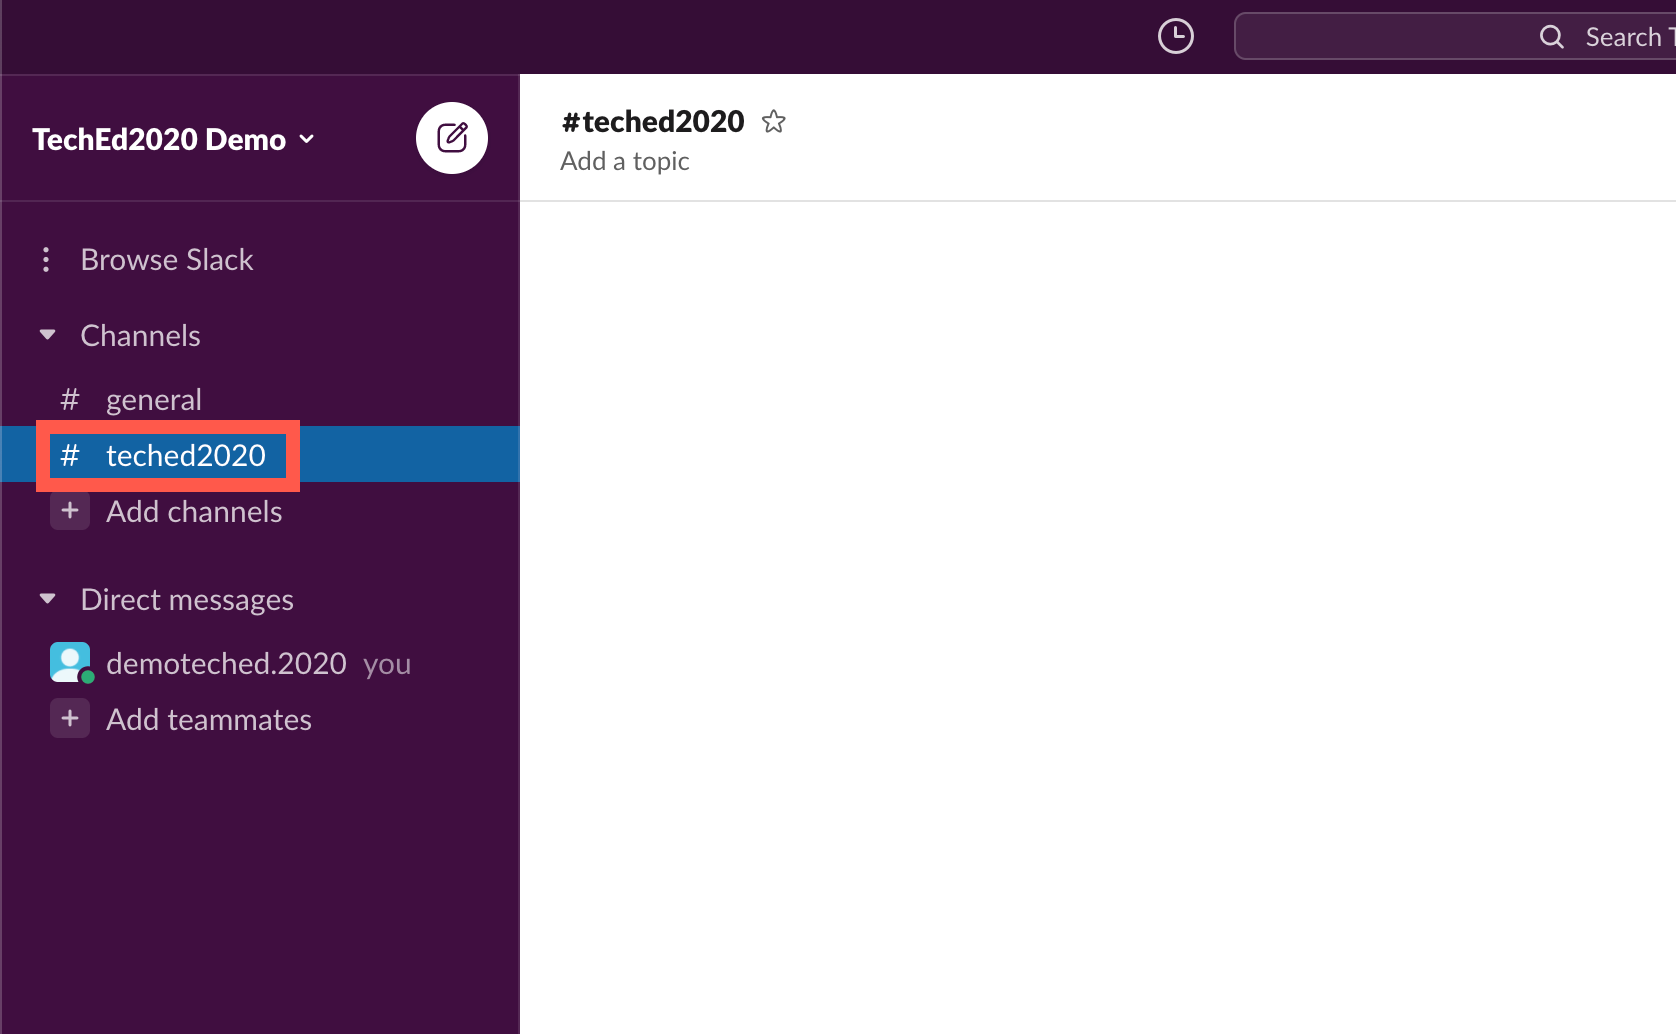 Search
TechEd2020 Demo
#teched2020
Add a topic
Browse Slack
Channels
# general
# teched2020
+ Add channels
Direct messages
demoteched.2020 you
+ Add teammates